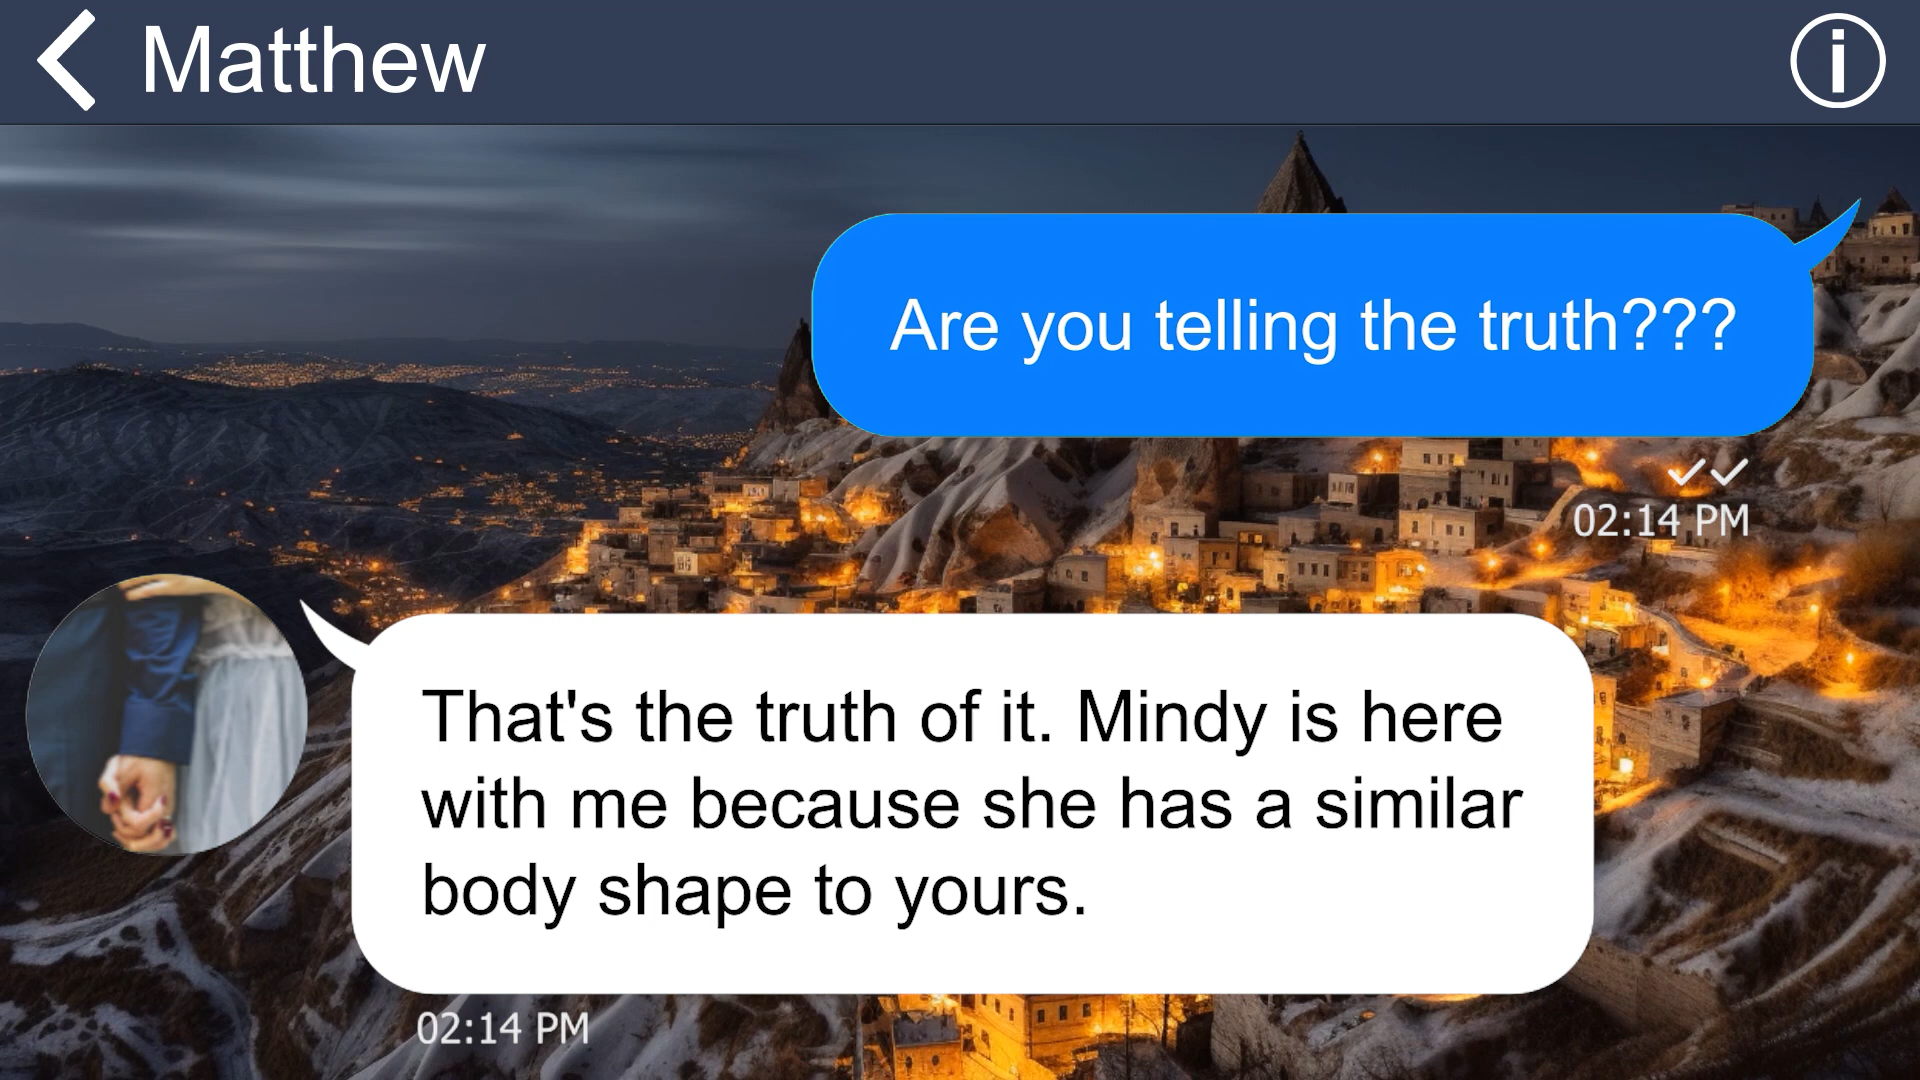 Matthew
Are you telling the truth???
02:14 PM
That's the truth of it. Mindy is here
with me because she has a similar
body shape to yours.
02:14 PM